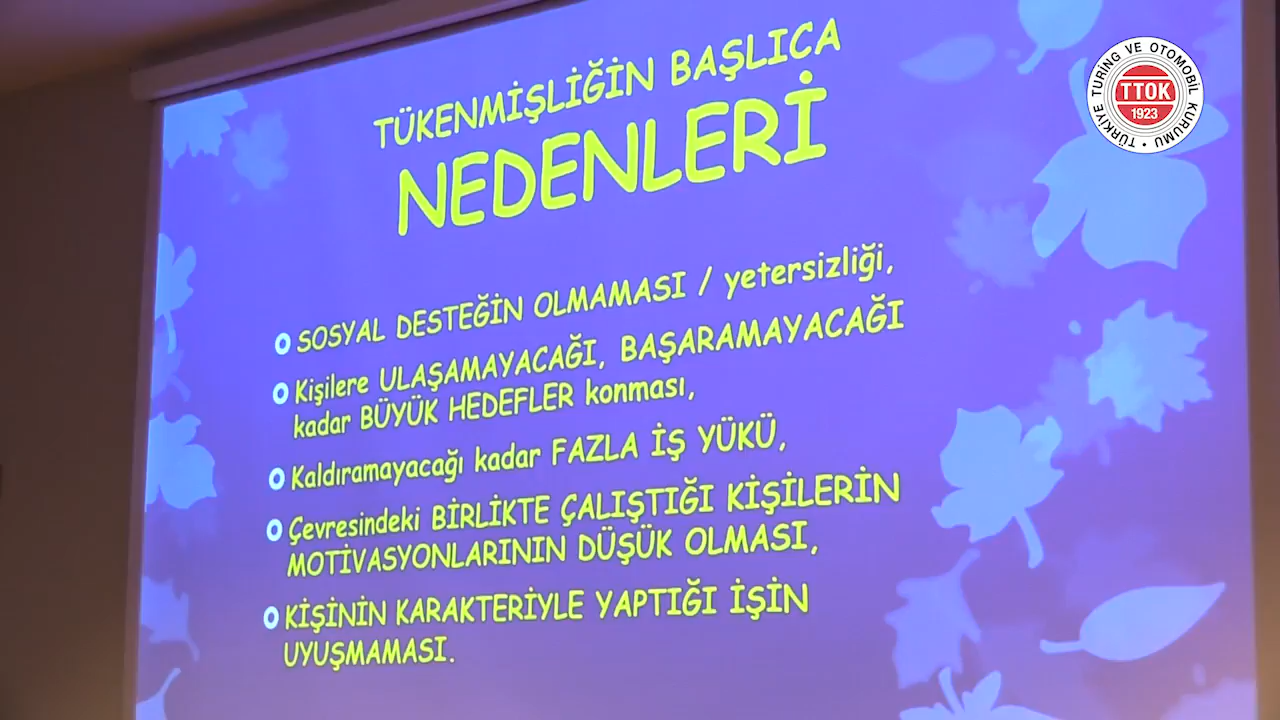 TÜKENMİŞLİĞİN BAŞLICA
NEDENLERİ
SOSYAL DESTEĞİN OLMAMASI / yetersizliği,
Kişilere ULAŞAMAYACAĞI, BAŞARAMAYACAĞI
kadar BÜYÜK HEDEFLER konması,
Kaldıramayacağı kadar FAZLA İŞ YÜKÜ,
Çevresindeki BİRLİKTE ÇALIŞTIĞI KİŞİLERİN
MOTİVASYONLARININ DÜŞÜK OLMASI,
KİŞİNİN KARAKTERİYLE YAPTIĞI İŞİN
UYUŞMAMASI.
TÜRKİYE TURİNG VE OTOMOBİL KURUMU
TTOK
1923